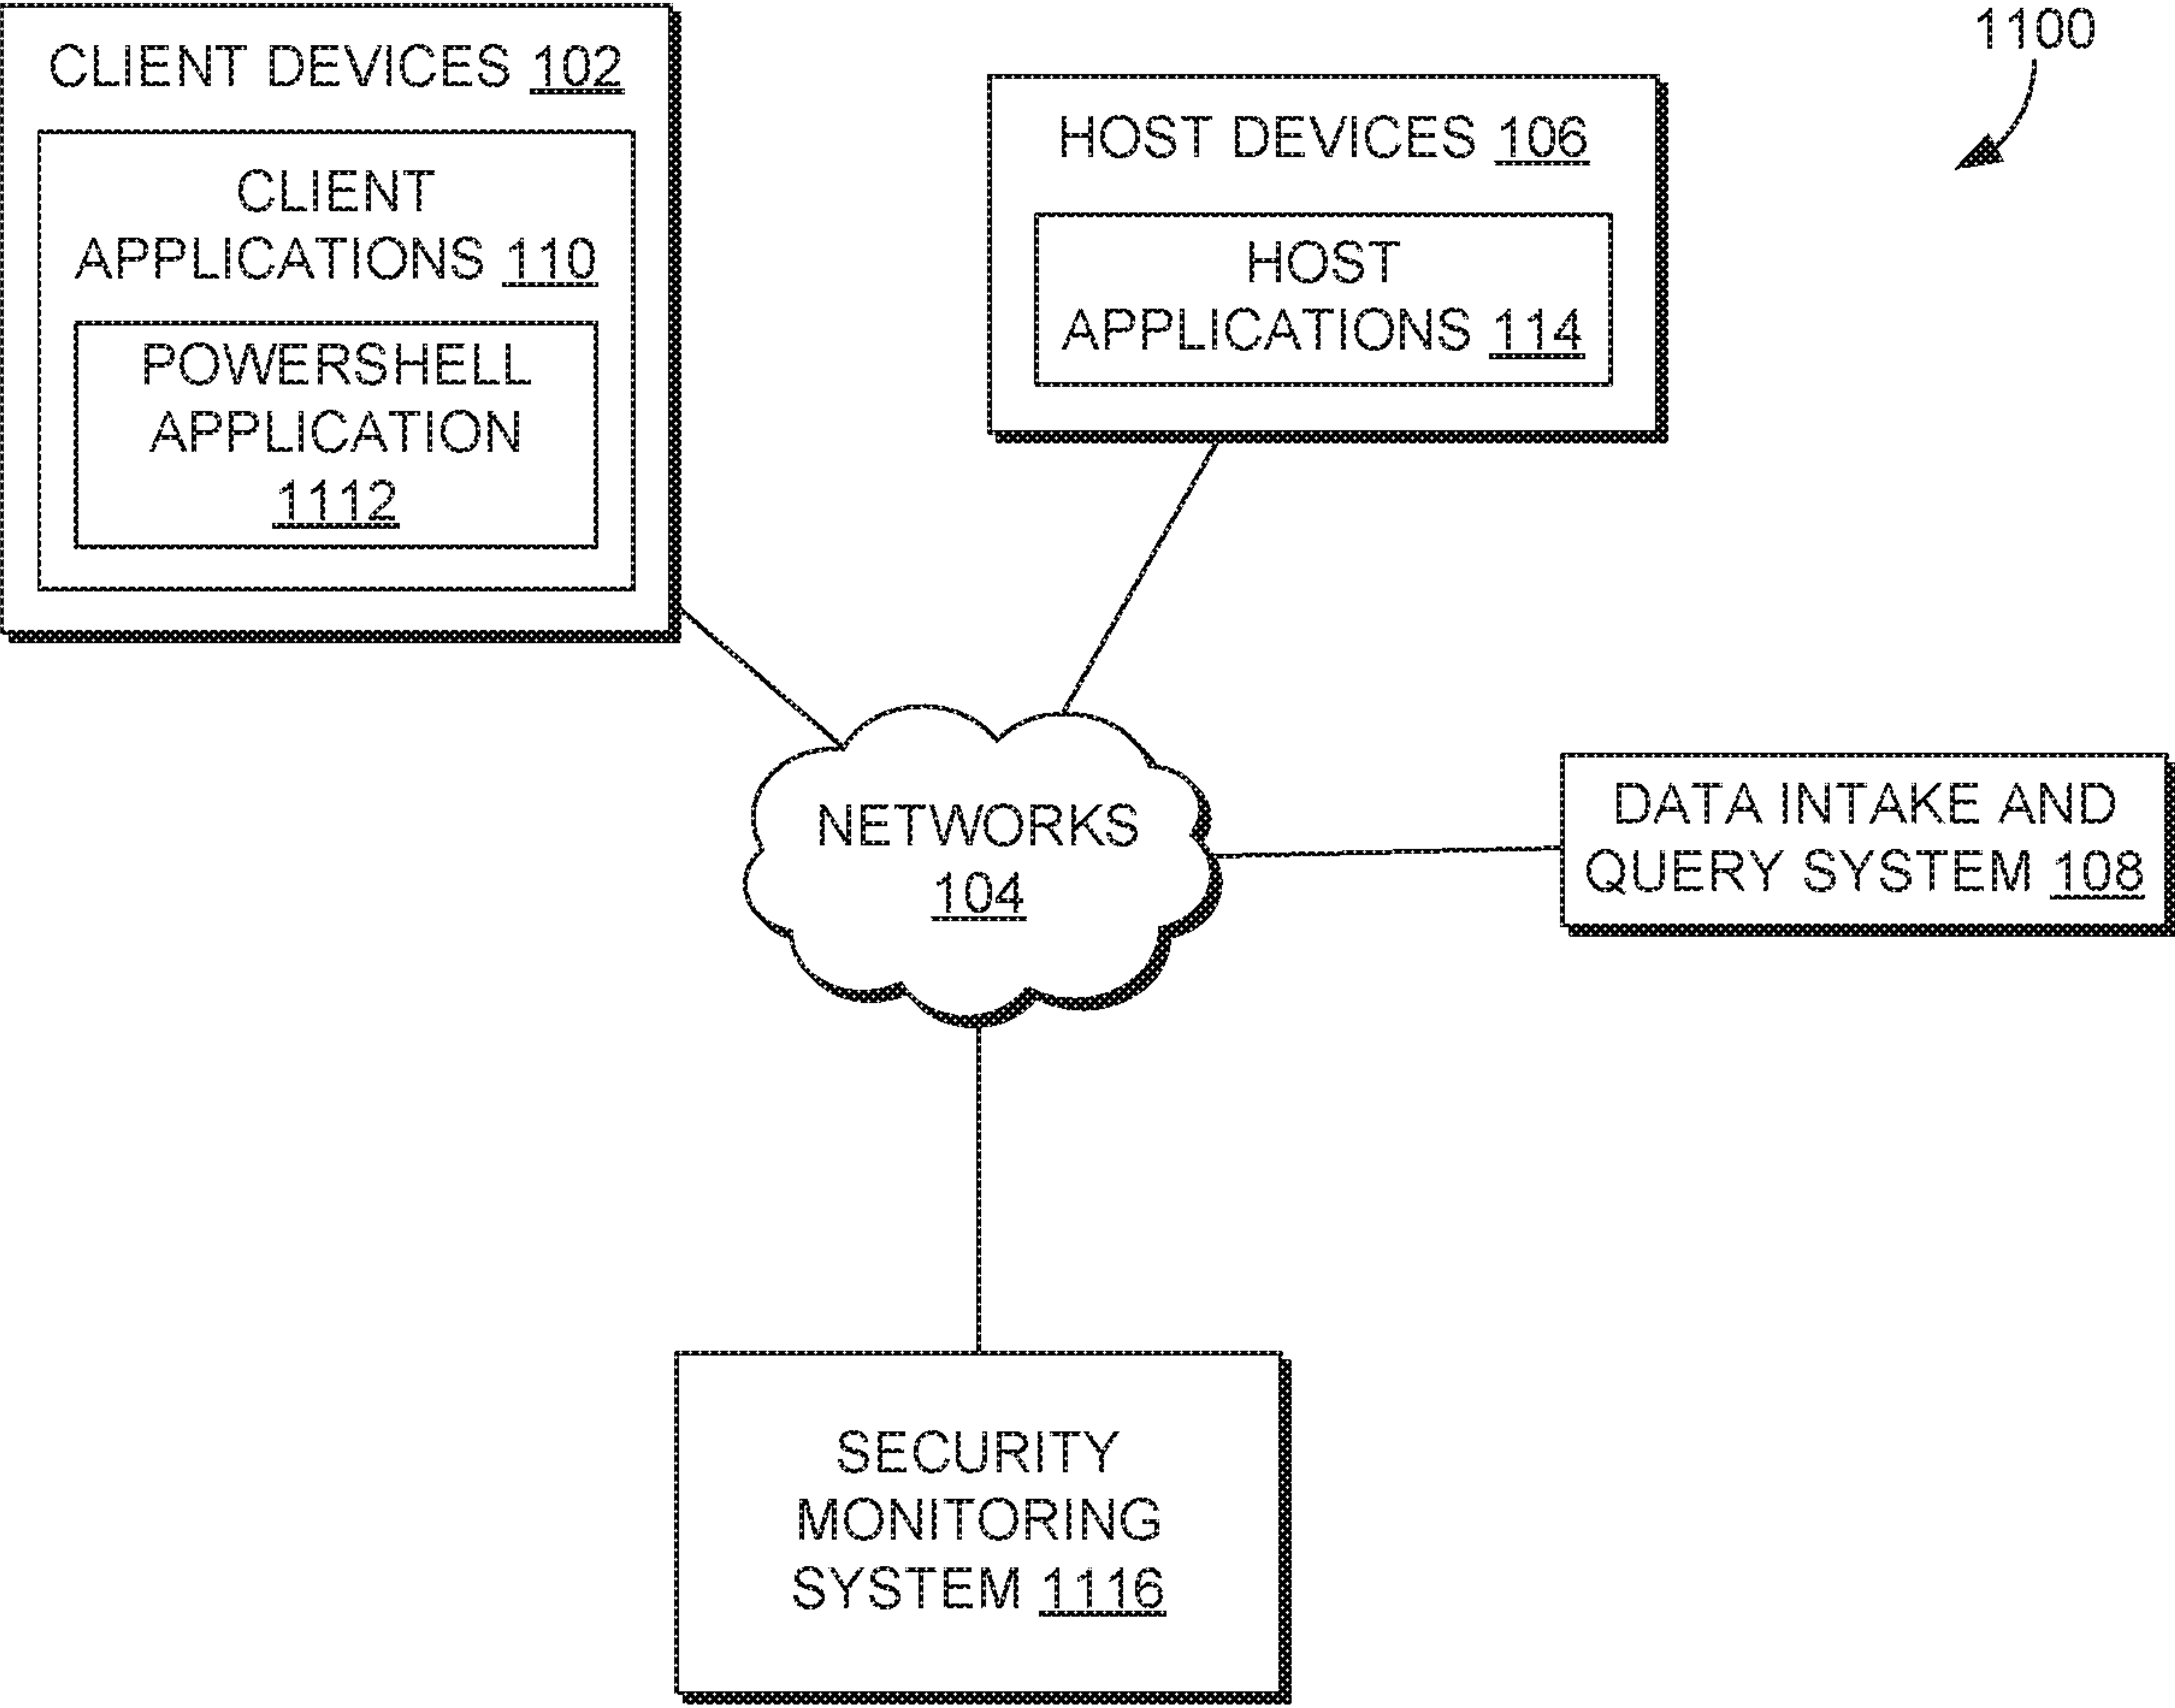 1100
CLIENT DEVICES 102
CLIENT
APPLICATIONS 110
POWERSHELL
APPLICATION
1112
HOST DEVICES 106
HOST
APPLICATIONS 114
NETWORKS
104
DATA INTAKE AND
QUERY SYSTEM 108
SECURITY
MONITORING
SYSTEM 1116